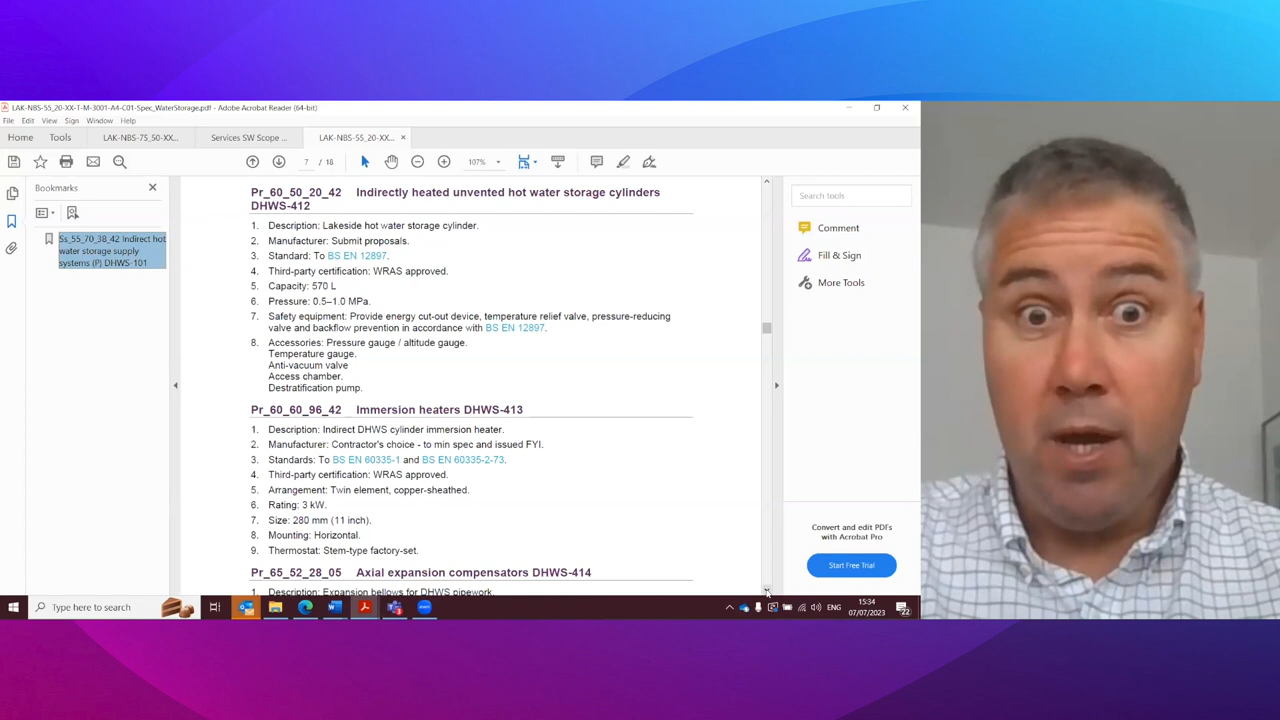 LAK-NBS-55_20-XX-T-M-3001-A4-C01-Spec_WaterStorage.pdf - Adobe Acrobat Reader (64-bit)
File Edit View Sign Window Help
Home Tools LAK-NBS-75_50-XX... Services SW Scope ... LAK-NBS-55_20-XX... ×
7 / 18 107%
Bookmarks
Ss_55_70_38_42 Indirect hot
water storage supply
systems (P) DHWS-101
Pr_60_50_20_42 Indirectly heated unvented hot water storage cylinders
DHWS-412
1. Description: Lakeside hot water storage cylinder.
2. Manufacturer: Submit proposals.
3. Standard: To BS EN 12897.
4. Third-party certification: WRAS approved.
5. Capacity: 570 L
6. Pressure: 0.5–1.0 MPa.
7. Safety equipment: Provide energy cut-out device, temperature relief valve, pressure-reducing
valve and backflow prevention in accordance with BS EN 12897.
8. Accessories: Pressure gauge / altitude gauge.
Temperature gauge.
Anti-vacuum valve
Access chamber.
Destratification pump.
Pr_60_60_96_42 Immersion heaters DHWS-413
1. Description: Indirect DHWS cylinder immersion heater.
2. Manufacturer: Contractor's choice - to min spec and issued FYI.
3. Standards: To BS EN 60335-1 and BS EN 60335-2-73.
4. Third-party certification: WRAS approved.
5. Arrangement: Twin element, copper-sheathed.
6. Rating: 3 kW.
7. Size: 280 mm (11 inch).
8. Mounting: Horizontal.
9. Thermostat: Stem-type factory-set.
Pr_65_52_28_05 Axial expansion compensators DHWS-414
1. Description: Expansion bellows for DHWS pipework.
Search tools
Comment
Fill & Sign
More Tools
Convert and edit PDFs
with Acrobat Pro
Start Free Trial
Type here to search
ENG
15:34
07/07/2023
22